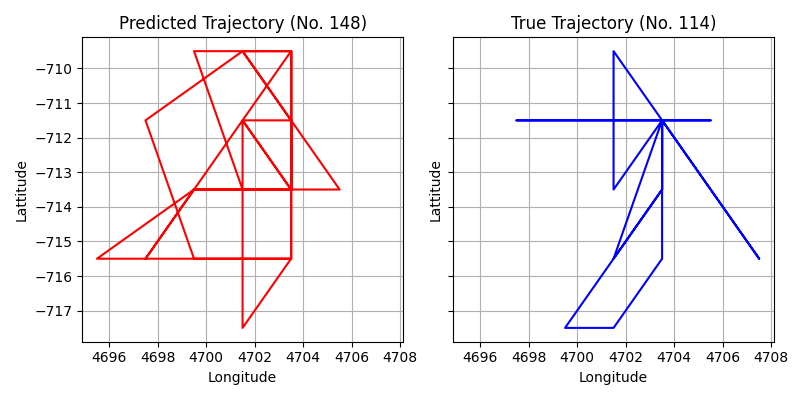 Predicted Trajectory (No. 148)
True Trajectory (No. 114)
−710
−711
−712
−713
−714
−715
−716
−717
Lattitude
Lattitude
4696 4698 4700 4702 4704 4706 4708
4696 4698 4700 4702 4704 4706 4708
Longitude
Longitude